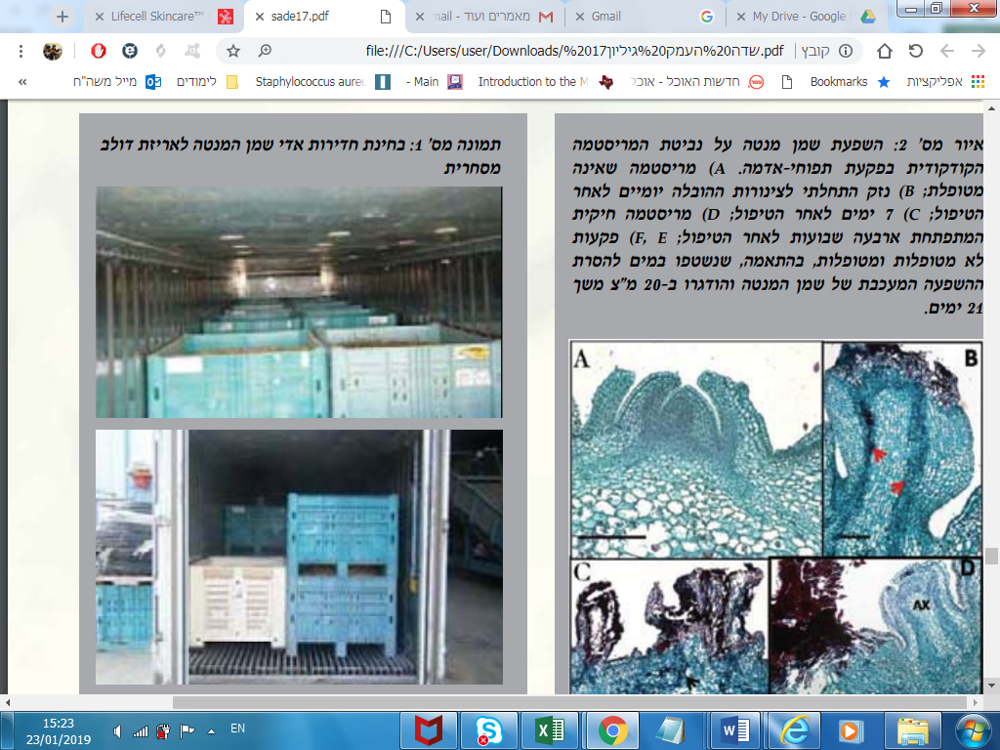 Lifecell Skincare™
sade17.pdf
מאמרים ועוד - mail
Gmail
My Drive - Google
file:///C:/Users/user/Downloads/%2017שדה%20העמק%20גיליון.pdf
קובץ
אפליקציות
Bookmarks
חדשות האוכל - אוכל
Introduction to the M
Main -
Staphylococcus aureu
לימודים
מייל משה"ח
איור מס' 2: השפעת שמן מנטה על נביטת המריסטמה
הקודקודית בפקעת תפוחי-אדמה. A) מריסטמה שאינה
מטופלת; B) נזק התחלתי לצינורות ההובלה יומיים לאחר
הטיפול; C) 7 ימים לאחר הטיפול; D) מריסטמה חיקית
המתפתחת ארבעה שבועות לאחר הטיפול; F, E) פקעות
לא מטופלות ומטופלות, בהתאמה, שנשטפו במים להסרת
ההשפעה המעכבת של שמן המנטה והודגרו ב-20 מ"צ משך
21 ימים.
A
B
C
D
AX
תמונה מס' 1: בחינת חדירות אדי שמן המנטה לאריזת דולב
מסחרית
15:23
23/01/2019
EN